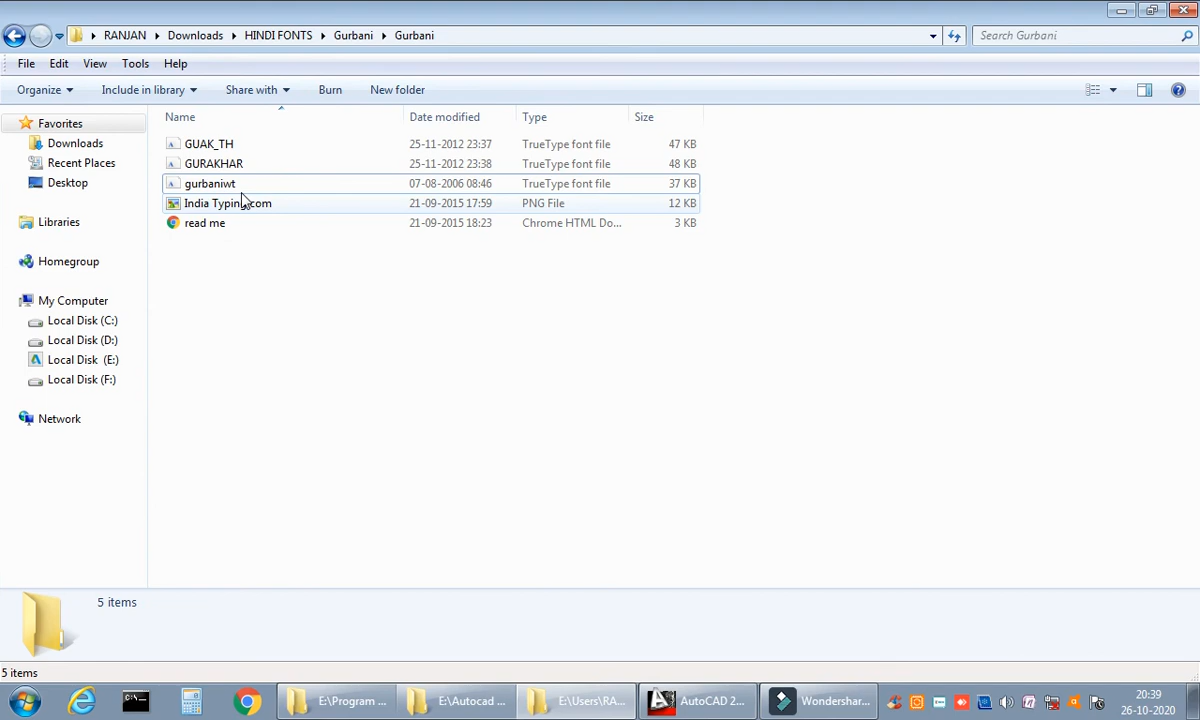 RANJAN Downloads HINDI FONTS Gurbani Gurbani
Search Gurbani
File Edit View Tools Help
Organize Include in library Share with Burn New folder
Name Date modified Type Size
Favorites
Downloads
Recent Places
Desktop
Libraries
Homegroup
My Computer
Local Disk (C:)
Local Disk (D:)
Local Disk (E:)
Local Disk (F:)
Network
GUAK_TH 25-11-2012 23:37 TrueType font file 47 KB
GURAKHAR 25-11-2012 23:38 TrueType font file 48 KB
gurbaniwt 07-08-2006 08:46 TrueType font file 37 KB
India Typing.com 21-09-2015 17:59 PNG File 12 KB
read me 21-09-2015 18:23 Chrome HTML Do... 3 KB
5 items
5 items
E:\Program ... E:\Autocad ... E:\Users\RA... AutoCAD 2... Wondershar...
20:39
26-10-2020